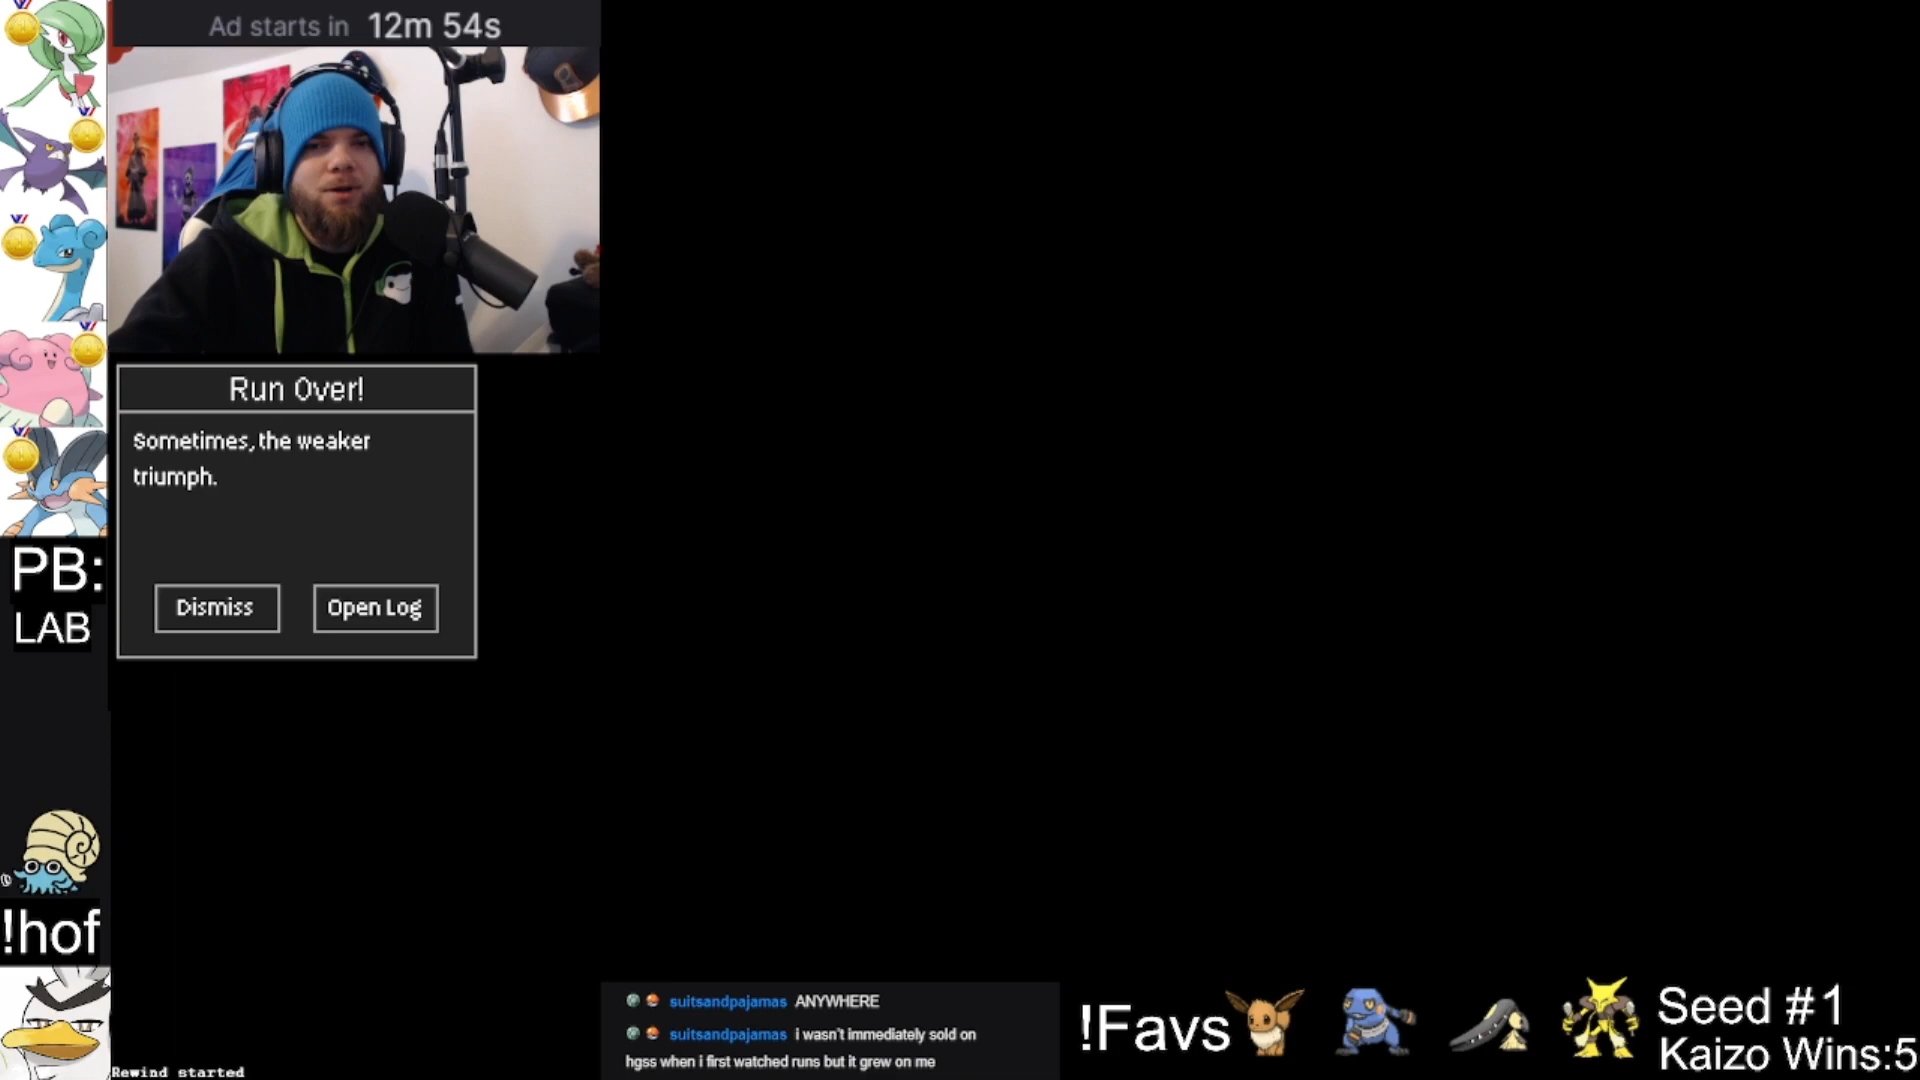 Ad starts in 12m 54s
Run Over!
Sometimes, the weaker
triumph.
Dismiss
Open Log
PB:
LAB
!hof
Rewind started
suitsandpajamas ANYWHERE
suitsandpajamas i wasn't immediately sold on
hgss when i first watched runs but it grew on me
!Favs
Seed #1
Kaizo Wins:5